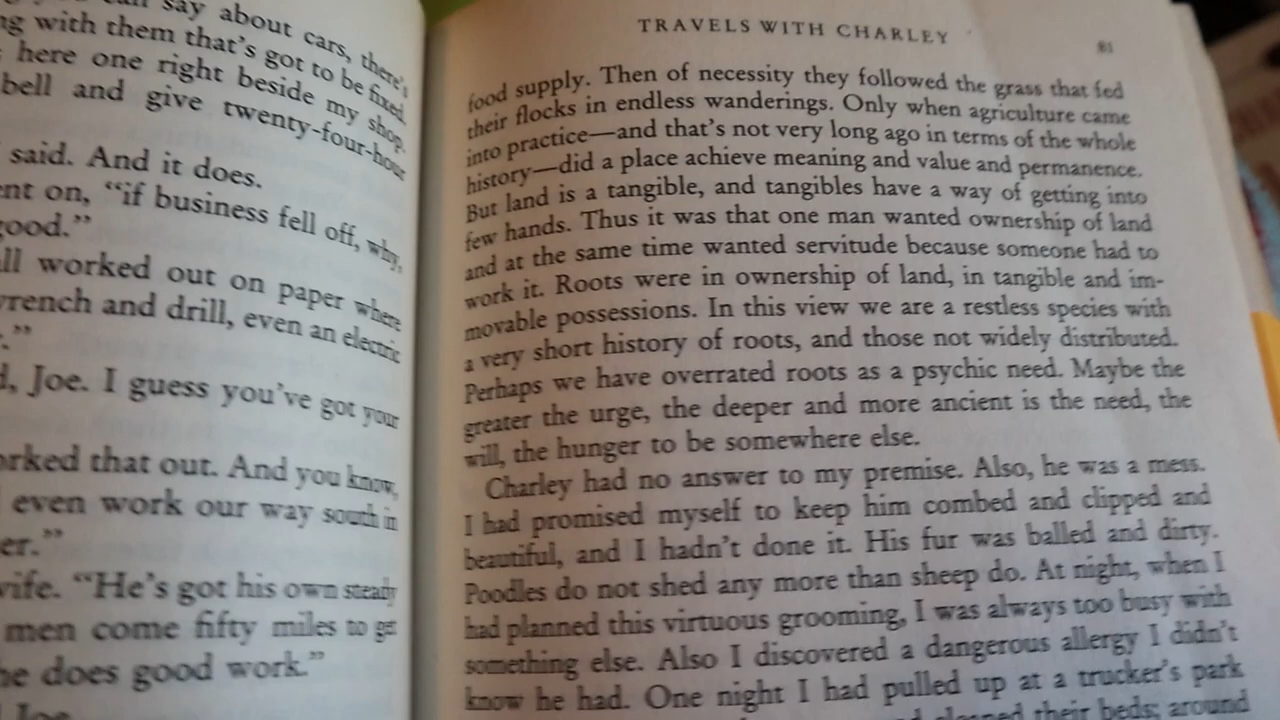 say about cars, there's
ng with them that's got to be fixed.
here one right beside my shop.
bell and give twenty-four-hour
said. And it does.
ent on, "if business fell off, why,
good."
all worked out on paper where
wrench and drill, even an electric
."
d, Joe. I guess you've got your
orked that out. And you know,
even work our way south in
er."
wife. "He's got his own steady
men come fifty miles to get
he does good work."
Joe
TRAVELS WITH CHARLEY 81
food supply. Then of necessity they followed the grass that fed
their flocks in endless wanderings. Only when agriculture came
into practice—and that's not very long ago in terms of the whole
history—did a place achieve meaning and value and permanence.
But land is a tangible, and tangibles have a way of getting into
few hands. Thus it was that one man wanted ownership of land
and at the same time wanted servitude because someone had to
work it. Roots were in ownership of land, in tangible and im-
movable possessions. In this view we are a restless species with
a very short history of roots, and those not widely distributed.
Perhaps we have overrated roots as a psychic need. Maybe the
greater the urge, the deeper and more ancient is the need, the
will, the hunger to be somewhere else.
Charley had no answer to my premise. Also, he was a mess.
I had promised myself to keep him combed and clipped and
beautiful, and I hadn't done it. His fur was balled and dirty.
Poodles do not shed any more than sheep do. At night, when I
had planned this virtuous grooming, I was always too busy with
something else. Also I discovered a dangerous allergy I didn't
know he had. One night I had pulled up at a trucker's park
their beds; around